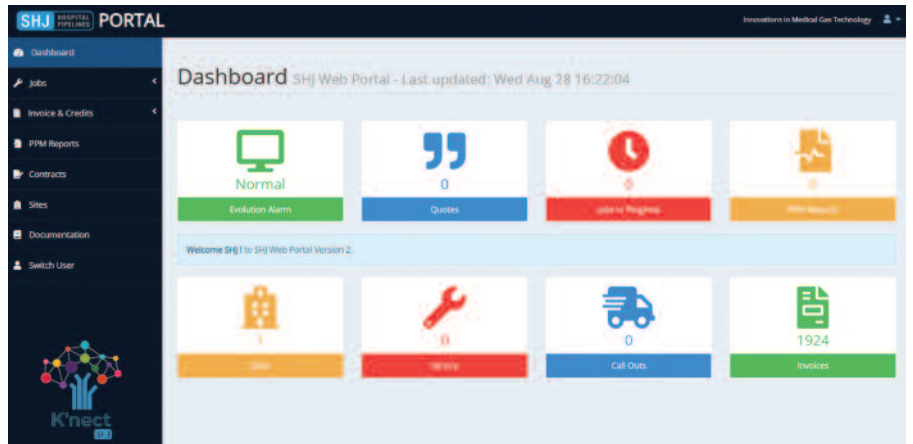 SHJ HOSPITAL PIPELINES PORTAL
Innovations in Medical Gas Technology
Dashboard
Jobs
Invoice & Credits
PPM Reports
Contracts
Sites
Documentation
Switch User
K'nect
SHJ
Dashboard SHJ Web Portal - Last updated: Wed Aug 28 16:22:04
Normal
Evolution Alarm
0
Quotes
0
Jobs In Progress
0
PPM Reports
Welcome SHJ ! to SHJ Web Portal Version 2.
1
Sites
0
0
Call Outs
1924
Invoices